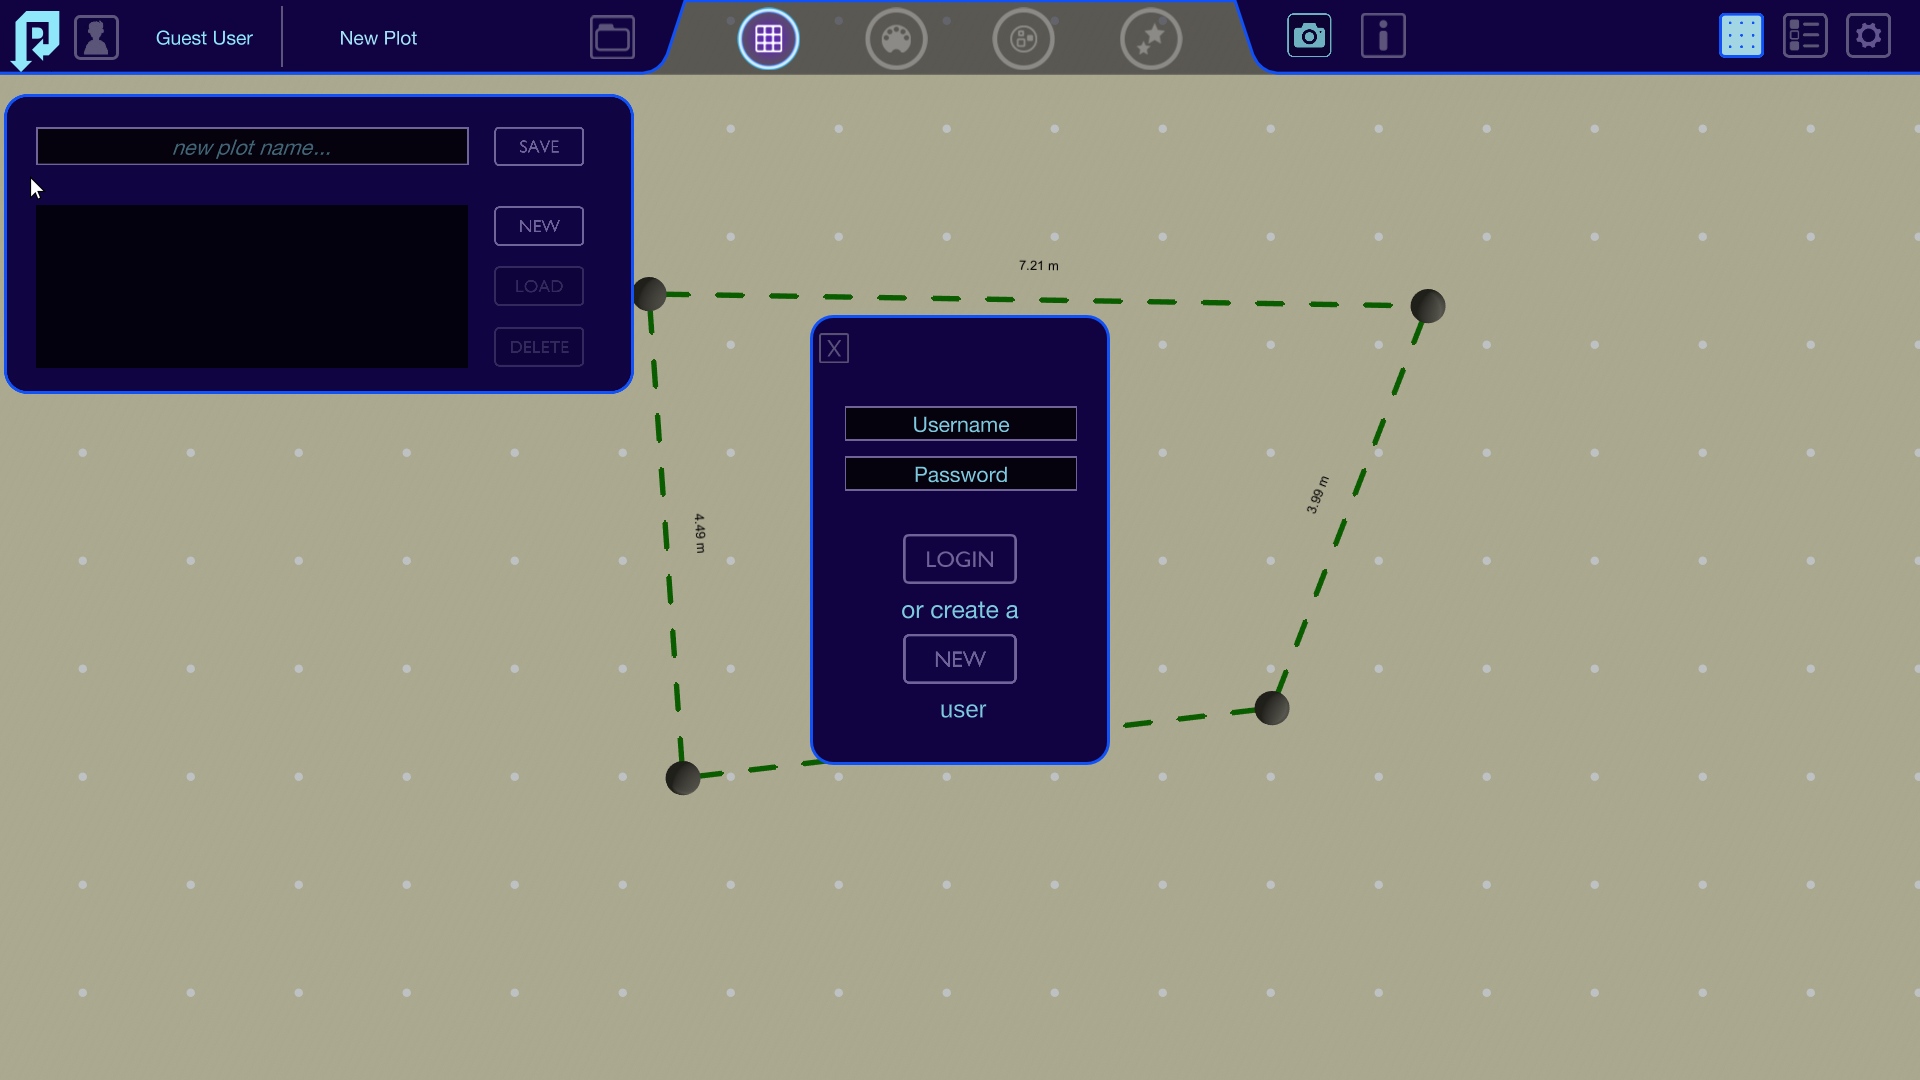 Guest User
New Plot
new plot name...
SAVE
NEW
LOAD
DELETE
7.21 m
X
Username
Password
3.99 m
4.49 m
LOGIN
or create a
NEW
user